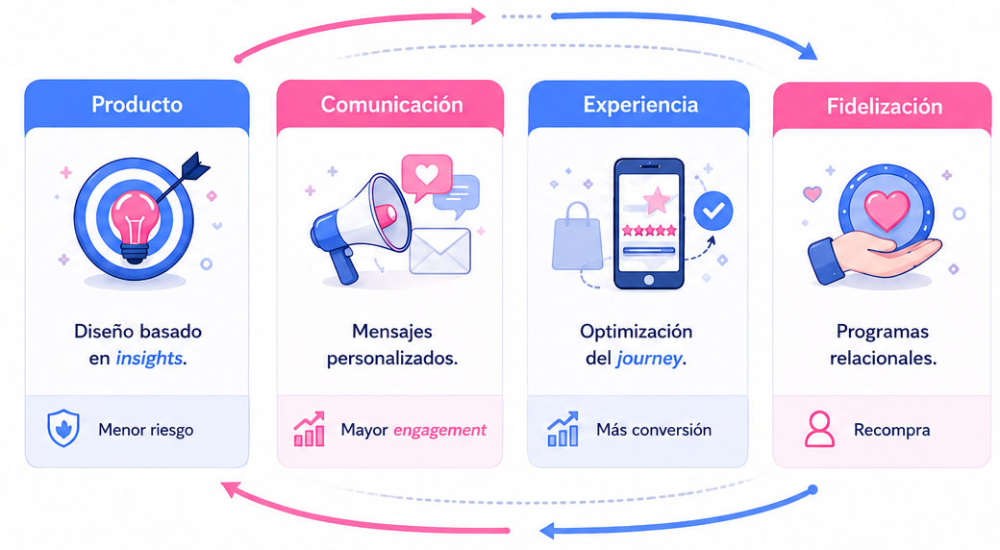 Producto
Diseño basado
en insights.
Menor riesgo
Comunicación
Mensajes
personalizados.
Mayor engagement
Experiencia
Optimización
del journey.
Más conversión
Fidelización
Programas
relacionales.
Recompra